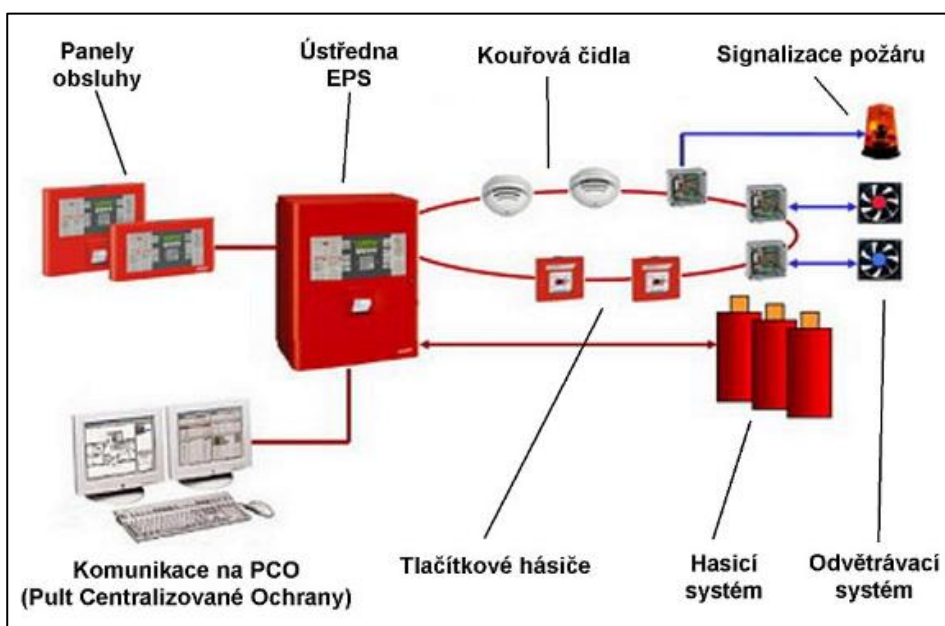 Panely
obsluhy
Ústředna
EPS
Kouřová čidla
Signalizace požáru
Komunikace na PCO
(Pult Centralizované Ochrany)
Tlačítkové hásiče
Hasicí
systém
Odvětrávací
systém